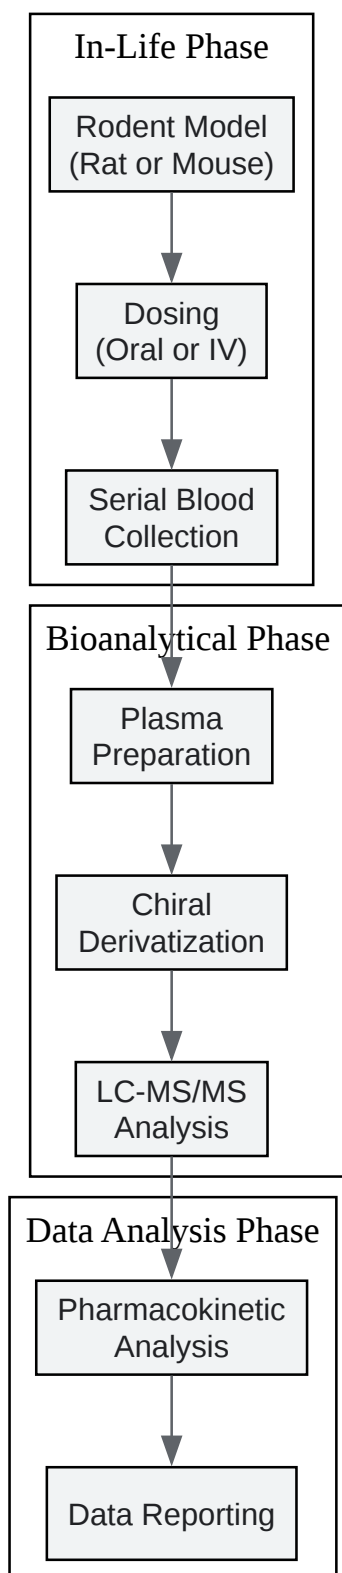 In-Life Phase
Rodent Model
(Rat or Mouse)
Dosing
(Oral or IV)
Serial Blood
Collection
Bioanalytical Phase
Plasma
Preparation
Chiral
Derivatization
LC-MS/MS
Analysis
Data Analysis Phase
Pharmacokinetic
Analysis
Data Reporting